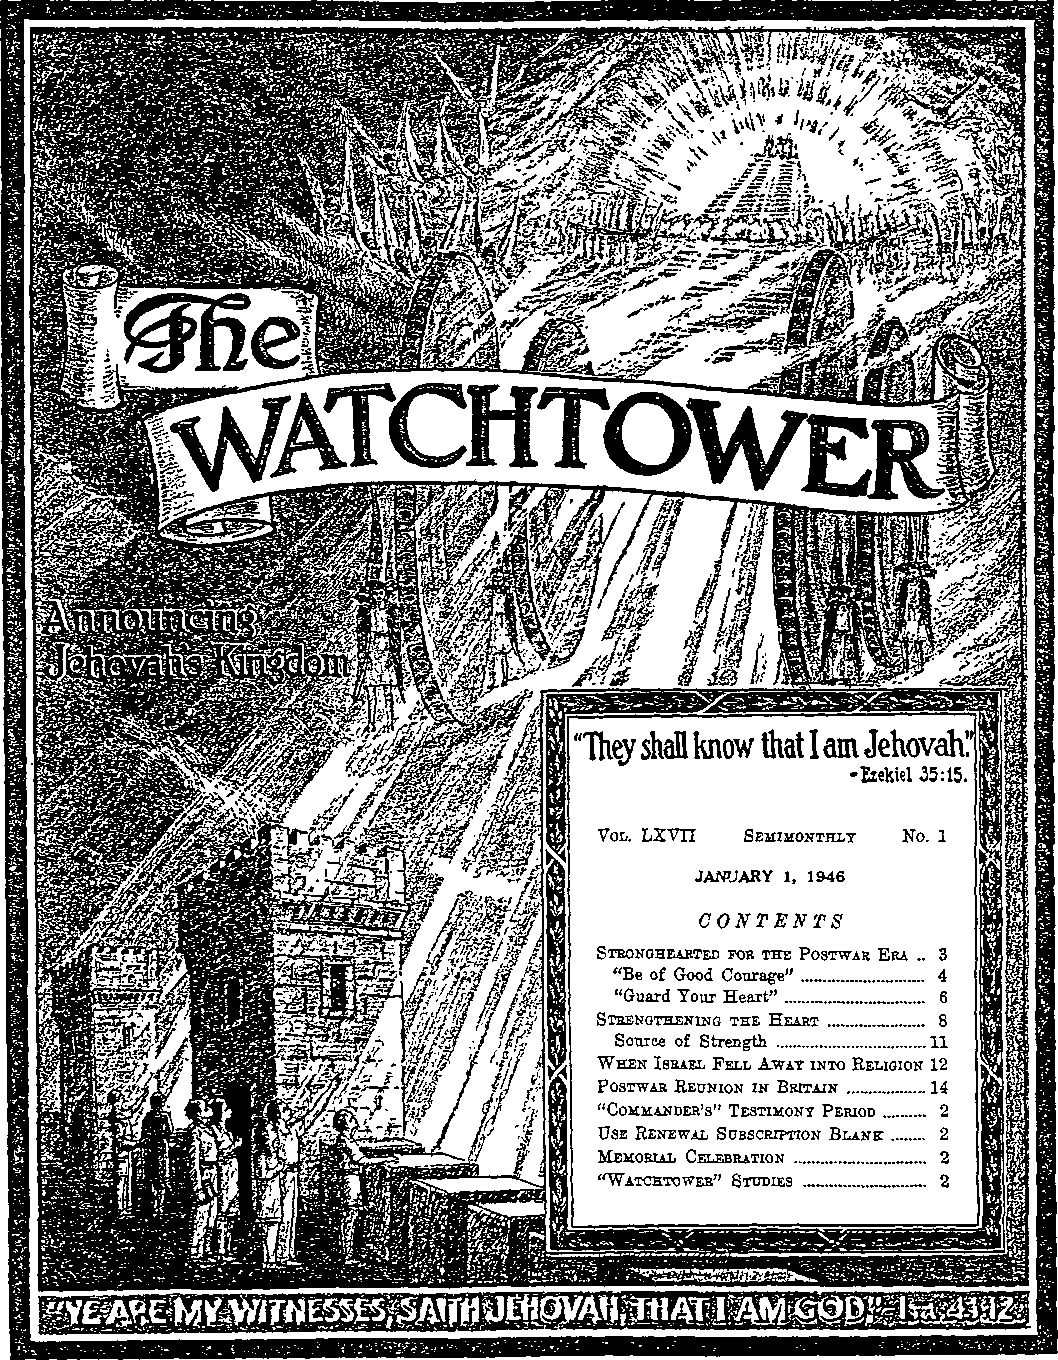 The
WATCHTOWER
Announcing
Jehovah's Kingdom
"They shall know that I am Jehovah."
-Ezekiel 35:15.
VOL. LXVII SEMIMONTHLY No. 1
JANUARY 1, 1946
CONTENTS
STRONGHEARTED FOR THE POSTWAR ERA .. 3
"Be of Good Courage" ............................ 4
"Guard Your Heart" ................................ 6
STRENGTHENING THE HEART ...................... 8
Source of Strength .................................. 11
WHEN ISRAEL FELL AWAY INTO RELIGION 12
POSTWAR REUNION IN BRITAIN .................. 14
"COMMANDER'S" TESTIMONY PERIOD .......... 2
USE RENEWAL SUBSCRIPTION BLANK ........ 2
MEMORIAL CELEBRATION .............................. 2
"WATCHTOWER" STUDIES ............................ 2
"YE ARE MY WITNESSES, SAITH JEHOVAH, THAT I AM GOD,"-Isa. 43:12.